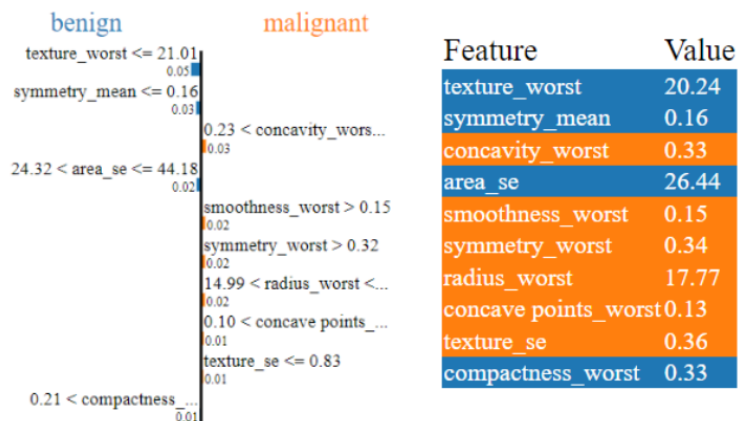 benign malignant
texture_worst <= 21.01
0.05
symmetry_mean <= 0.16
0.03
0.23 < concavity_wors...
0.03
24.32 < area_se <= 44.18
0.02
smoothness_worst > 0.15
0.02
symmetry_worst > 0.32
0.02
14.99 < radius_worst <...
0.02
0.10 < concave points_...
0.01
texture_se <= 0.83
0.01
0.21 < compactness_...
0.01
Feature Value
texture_worst 20.24
symmetry_mean 0.16
concavity_worst 0.33
area_se 26.44
smoothness_worst 0.15
symmetry_worst 0.34
radius_worst 17.77
concave points_worst 0.13
texture_se 0.36
compactness_worst 0.33